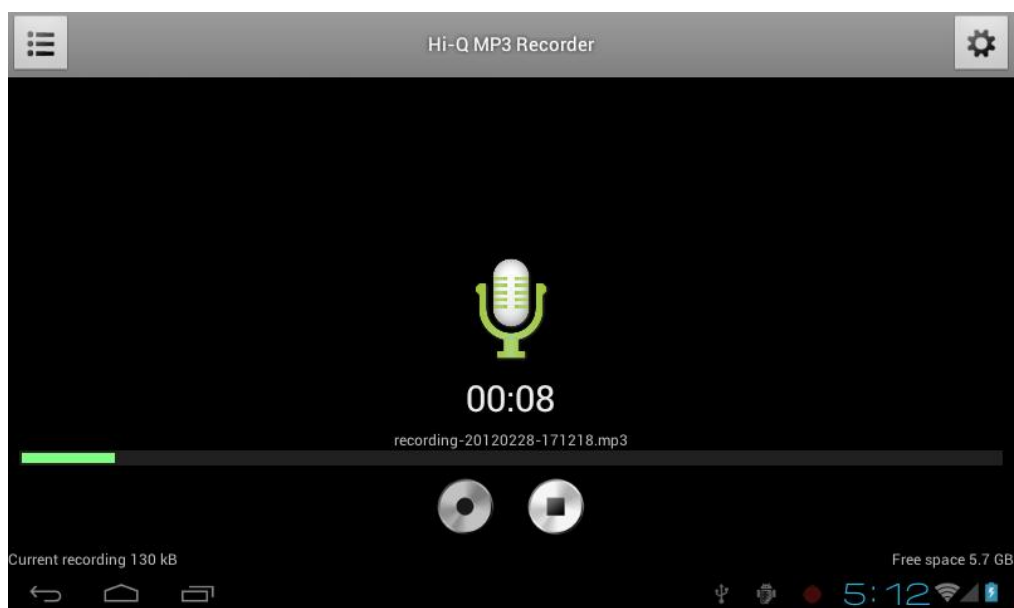 Hi-Q MP3 Recorder
00:08
recording-20120228-171218.mp3
Current recording 130 kB
Free space 5.7 GB
5:12